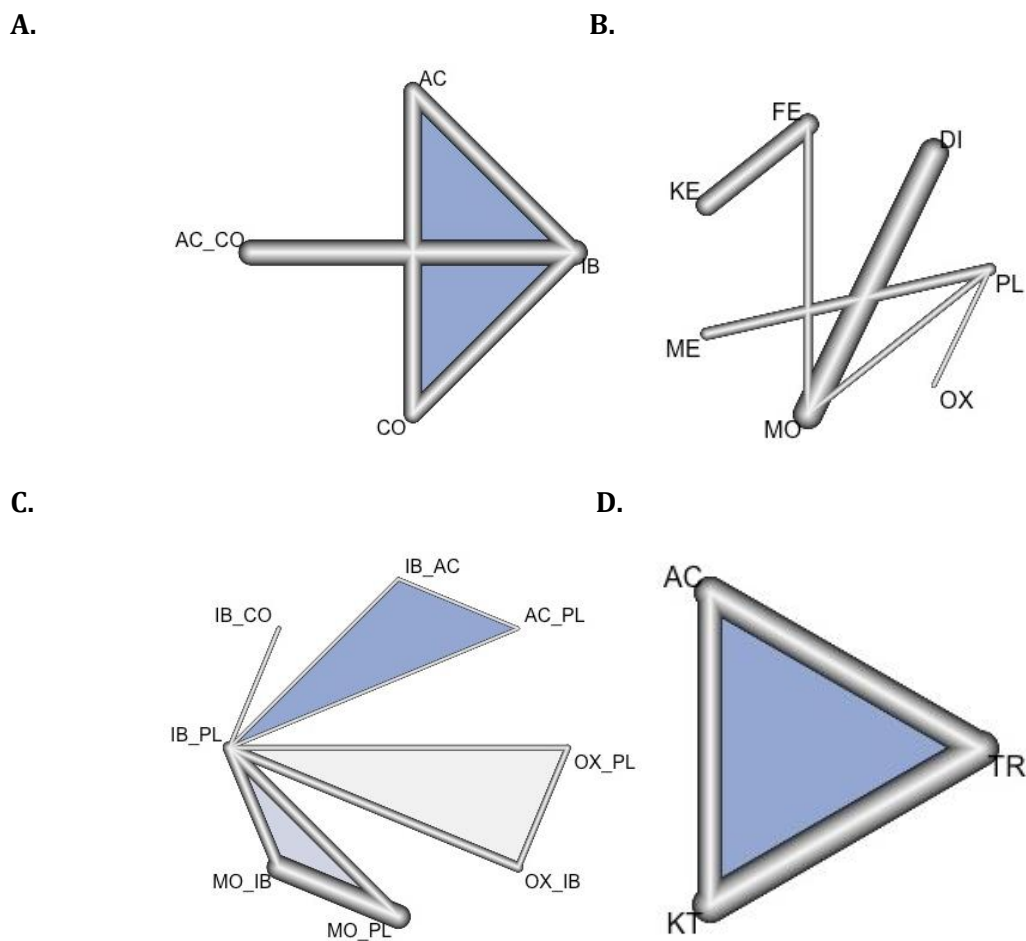 A.
B.
AC
AC_CO
IB
CO
FE
DI
KE
PL
ME
OX
MO
C.
D.
IB_AC
IB_CO
AC_PL
IB_PL
OX_PL
OX_IB
MO_IB
MO_PL
AC
TR
KT